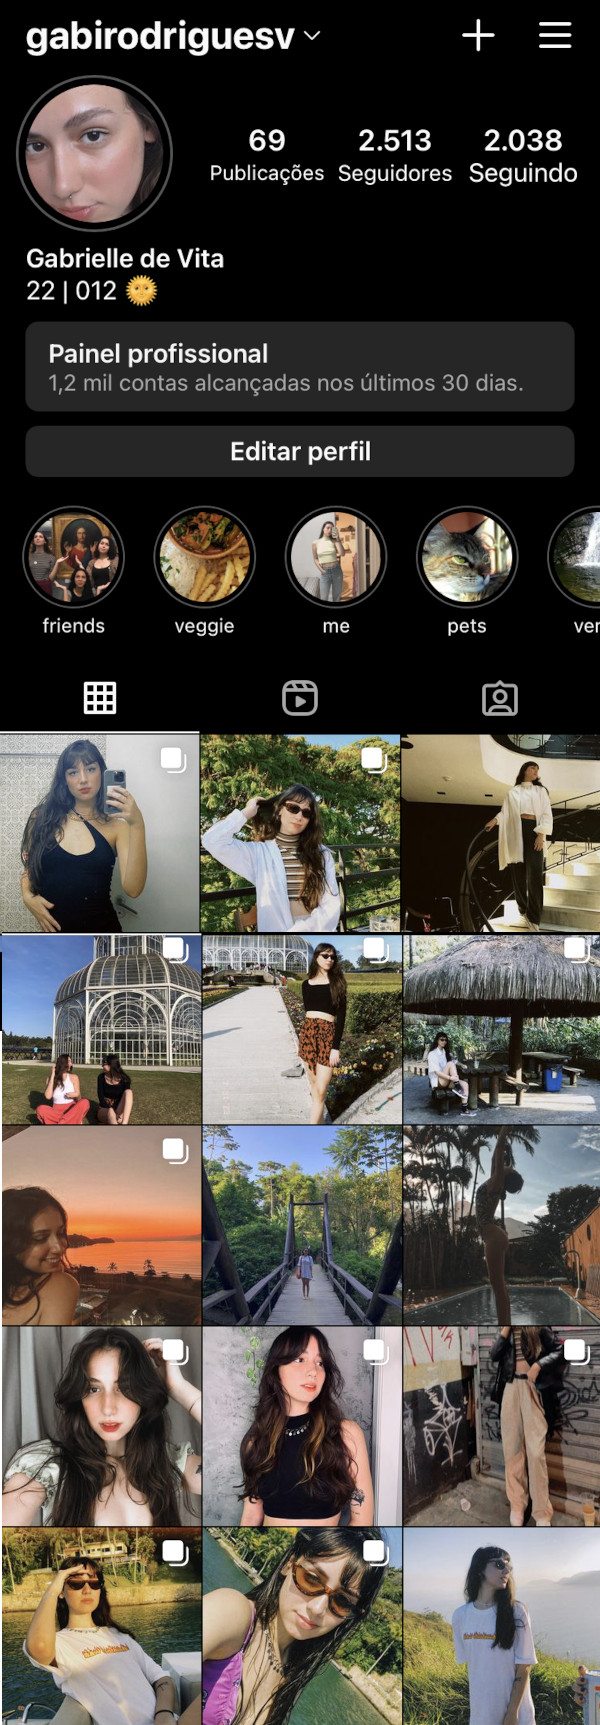 gabirodriguesv
69 2.513 2.038
Publicações Seguidores Seguindo
Gabrielle de Vita
22 | 012 🌞
Painel profissional
1,2 mil contas alcançadas nos últimos 30 dias.
Editar perfil
friends veggie me pets ver